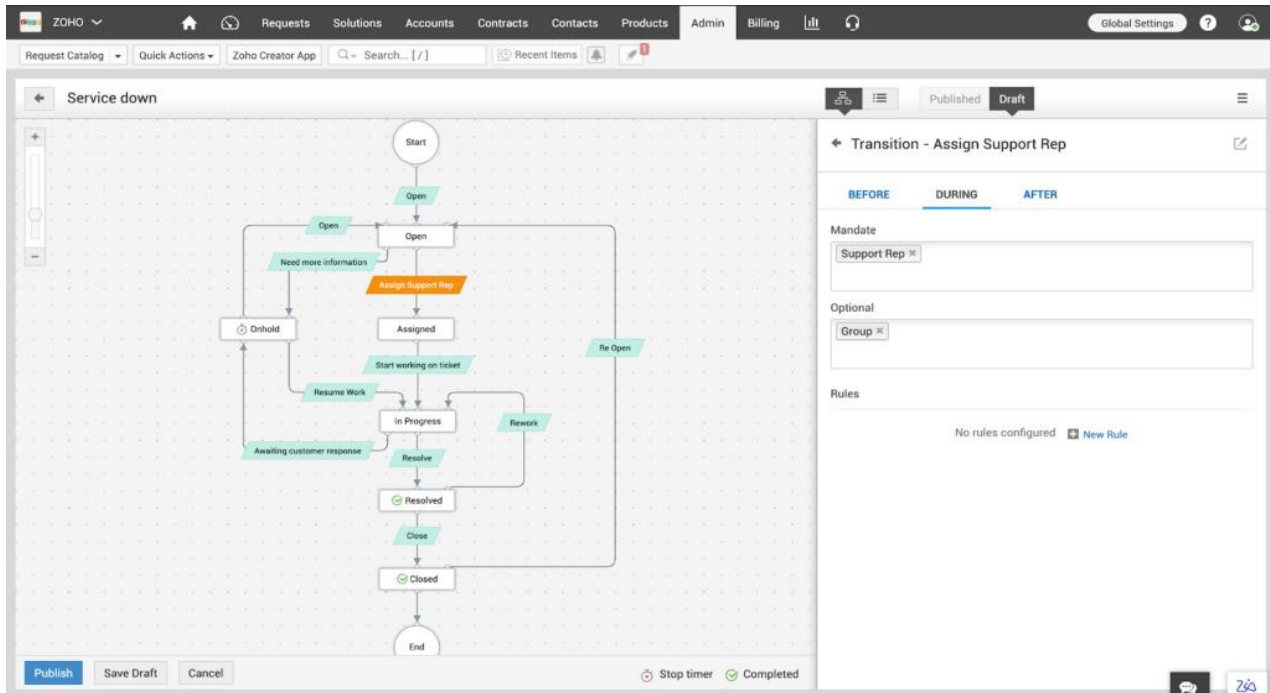 ZOHO
Requests Solutions Accounts Contracts Contacts Products Admin Billing
Global Settings ?
Request Catalog Quick Actions Zoho Creator App Search... [ / ] Recent Items 1
Service down
Published Draft
Start
Open
Open
Open
Need more information
Assign Support Rep
Onhold
Assigned
Re Open
Start working on ticket
Resume Work
In Progress
Rework
Awaiting customer response
Resolve
Resolved
Close
Closed
End
Publish Save Draft Cancel
Stop timer Completed
Transition - Assign Support Rep
BEFORE DURING AFTER
Mandate
Support Rep
Optional
Group
Rules
No rules configured New Rule